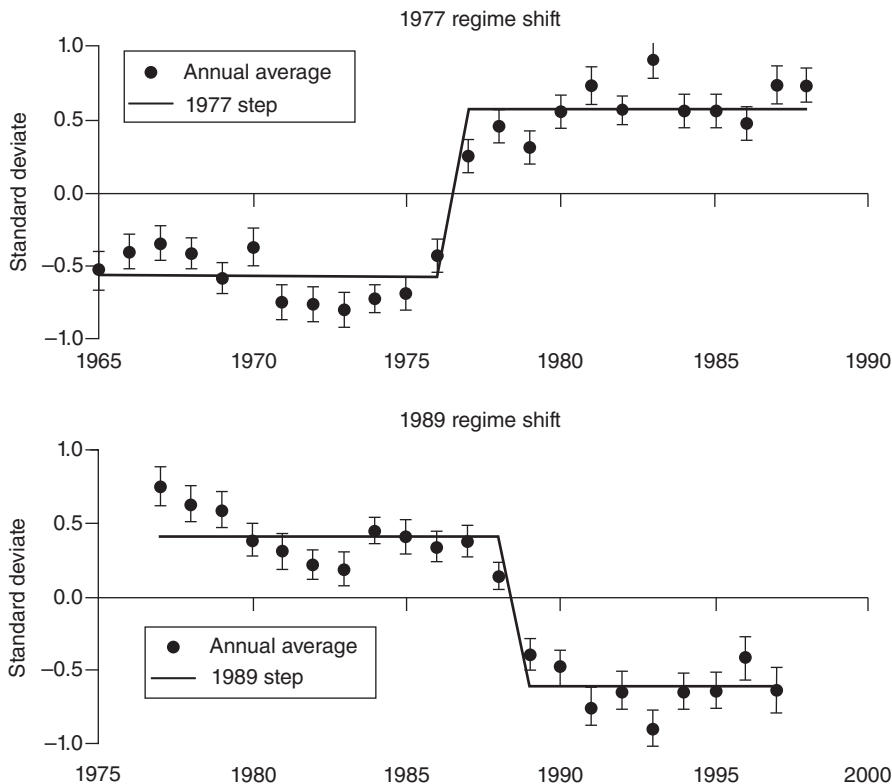 1977 regime shift
1.0
Annual average
1977 step
0.5
Standard deviate
0.0
–0.5
–1.0
1965 1970 1975 1980 1985 1990
1989 regime shift
1.0
0.5
Standard deviate
0.0
Annual average
–0.5
1989 step
–1.0
1975 1980 1985 1990 1995 2000